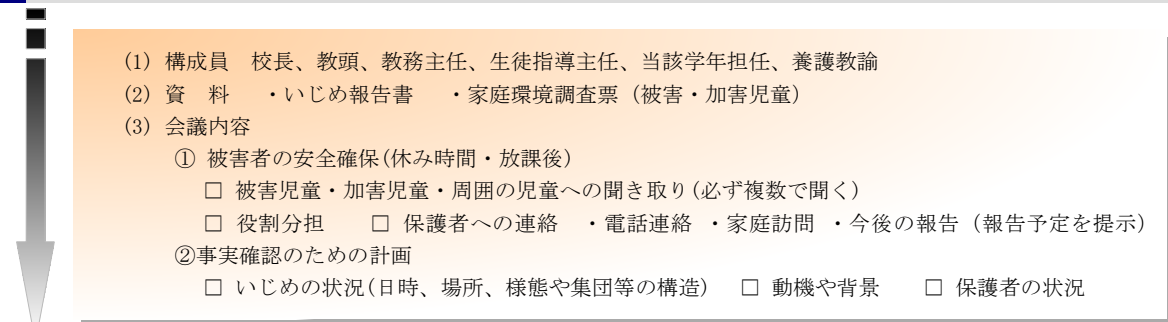 (1) 構成員　校長、教頭、教務主任、生徒指導主任、当該学年担任、養護教諭
(2) 資　料　・いじめ報告書　・家庭環境調査票（被害・加害児童）
(3) 会議内容
① 被害者の安全確保(休み時間・放課後)
□ 被害児童・加害児童・周囲の児童への聞き取り(必ず複数で聞く)
□ 役割分担　□ 保護者への連絡　・電話連絡 ・家庭訪問 ・今後の報告（報告予定を提示）
②事実確認のための計画
□ いじめの状況(日時、場所、様態や集団等の構造)　□ 動機や背景　□ 保護者の状況